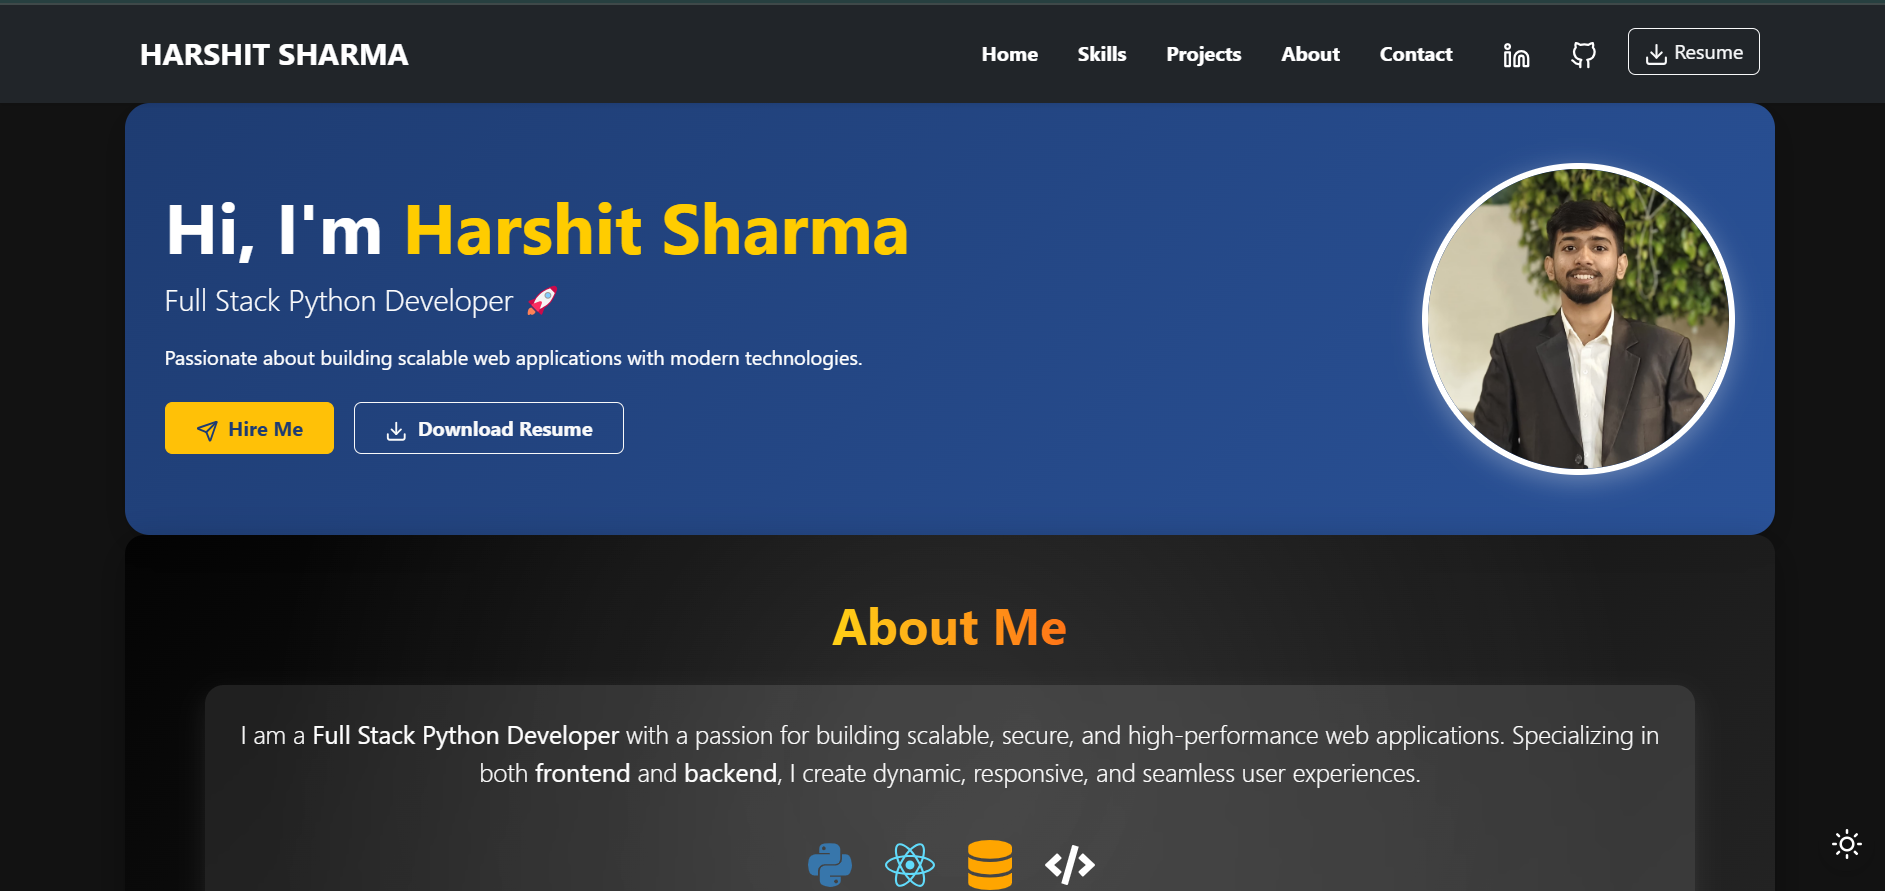 HARSHIT SHARMA
Home Skills Projects About Contact Resume
Hi, I'm Harshit Sharma
Full Stack Python Developer 🚀
Passionate about building scalable web applications with modern technologies.
Hire Me Download Resume
About Me
I am a Full Stack Python Developer with a passion for building scalable, secure, and high-performance web applications. Specializing in
both frontend and backend, I create dynamic, responsive, and seamless user experiences.